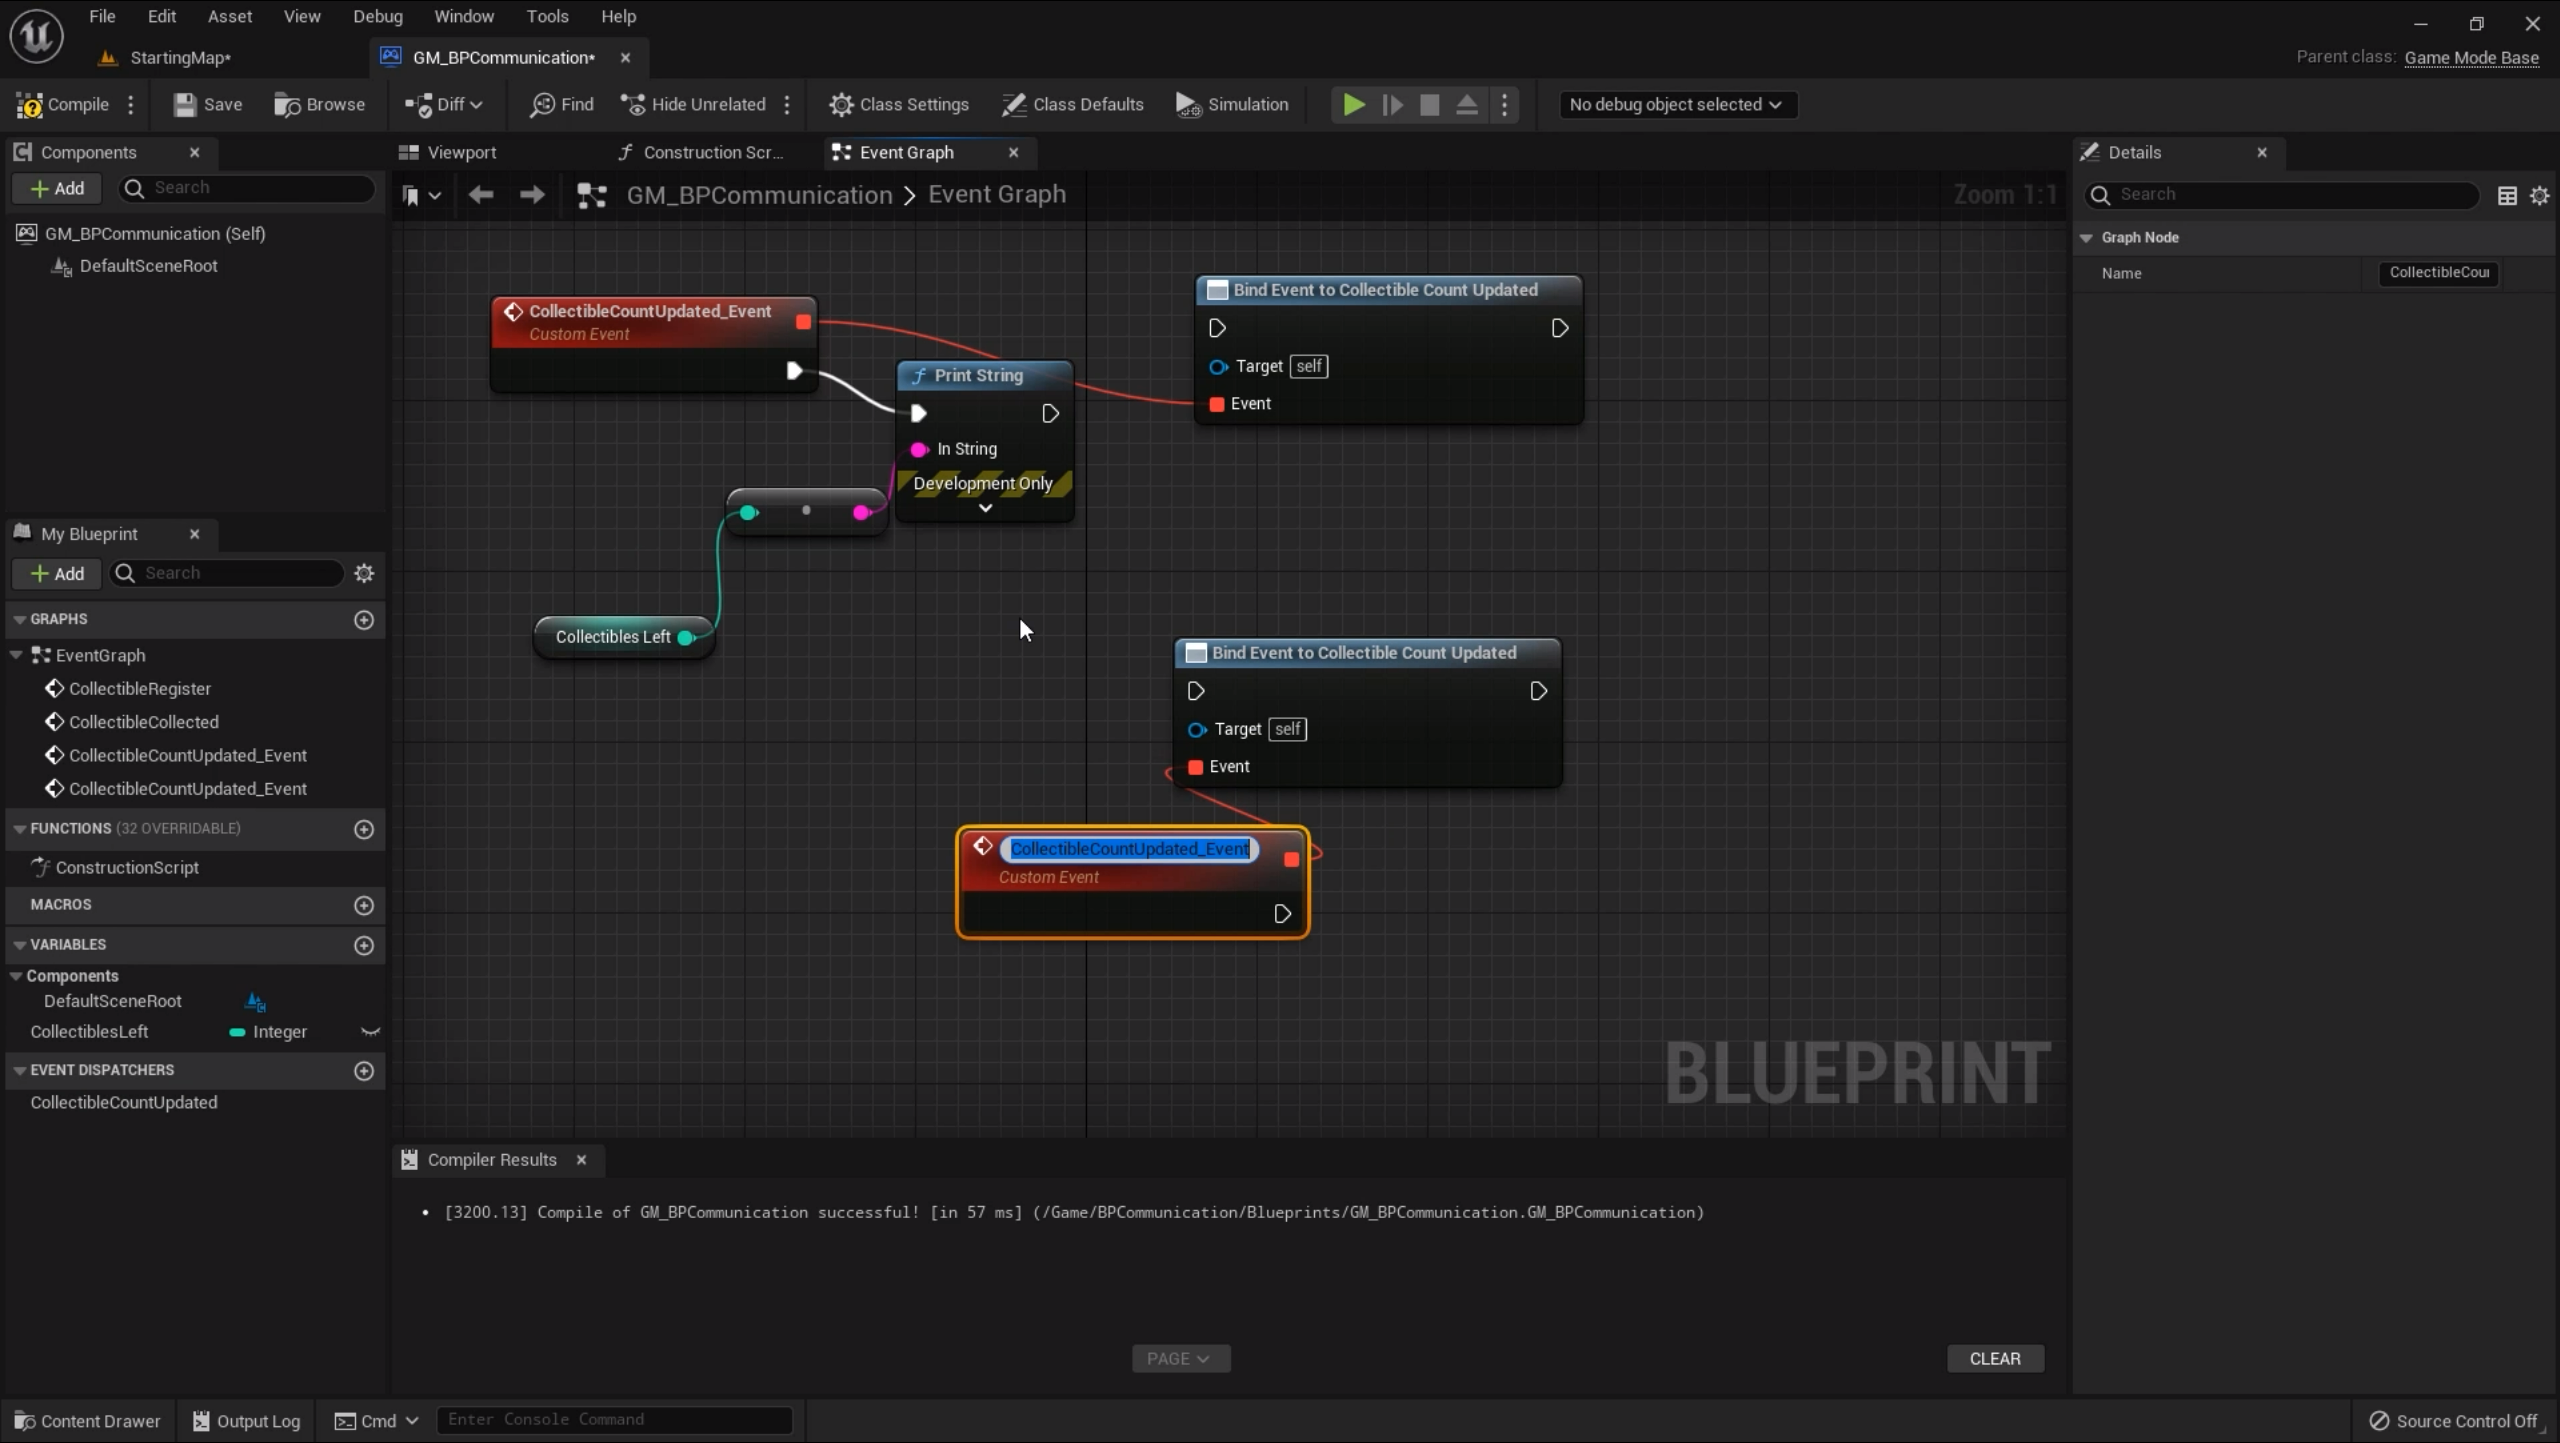 File Edit Asset View Debug Window Tools Help
StartingMap*
GM_BPCommunication*
Parent class: Game Mode Base
Compile
Save
Browse
Diff
Find
Hide Unrelated
Class Settings
Class Defaults
Simulation
No debug object selected
Components
Add
Search
GM_BPCommunication (Self)
DefaultSceneRoot
My Blueprint
Add
Search
GRAPHS
EventGraph
CollectibleRegister
CollectibleCollected
CollectibleCountUpdated_Event
CollectibleCountUpdated_Event
FUNCTIONS (32 OVERRIDABLE)
ConstructionScript
MACROS
VARIABLES
Components
DefaultSceneRoot
CollectiblesLeft Integer
EVENT DISPATCHERS
CollectibleCountUpdated
Viewport
Construction Scr...
Event Graph
GM_BPCommunication > Event Graph
Zoom 1:1
CollectibleCountUpdated_Event
Custom Event
Print String
In String
Development Only
Collectibles Left
Bind Event to Collectible Count Updated
Target self
Event
Bind Event to Collectible Count Updated
Target self
Event
CollectibleCountUpdated_Event
Custom Event
BLUEPRINT
Compiler Results
• [3200.13] Compile of GM_BPCommunication successful! [in 57 ms] (/Game/BPCommunication/Blueprints/GM_BPCommunication.GM_BPCommunication)
PAGE
CLEAR
Details
Search
Graph Node
Name CollectibleCou
Content Drawer
Output Log
Cmd
Enter Console Command
Source Control Off